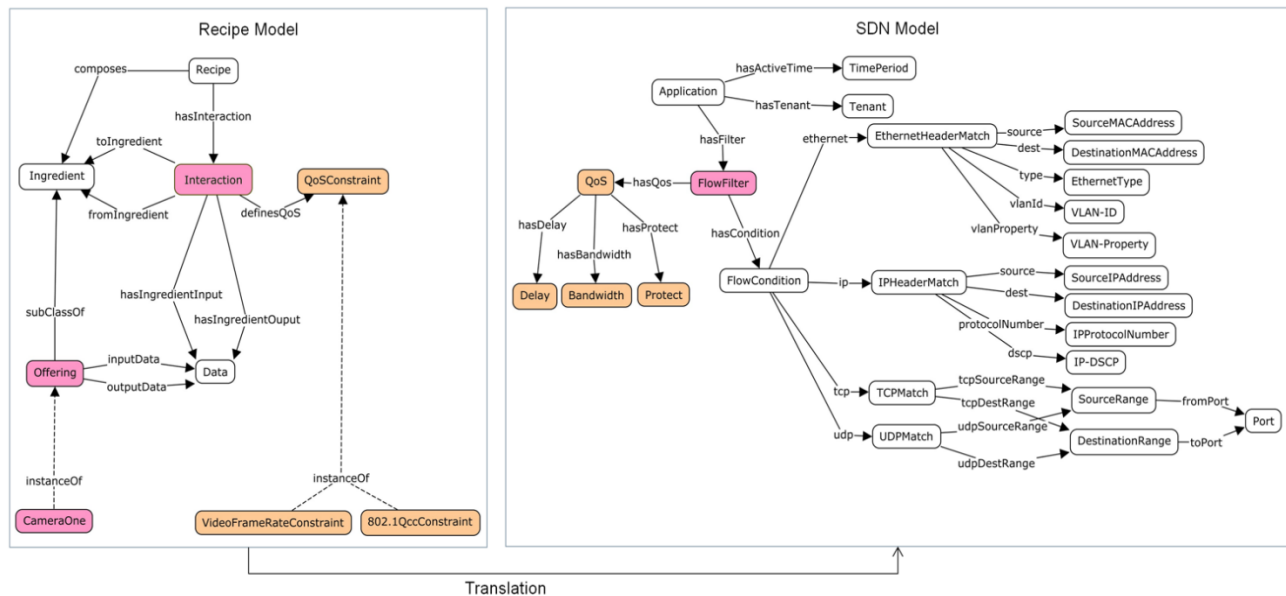 Recipe Model
composes
Recipe
hasInteraction
toIngredient
Ingredient
Interaction
QoSConstraint
fromIngredient
definesQoS
hasIngredientInput
hasIngredientOuput
subClassOf
Offering
inputData
outputData
Data
instanceOf
instanceOf
CameraOne
VideoFrameRateConstraint
802.1QccConstraint
SDN Model
hasActiveTime
TimePeriod
Application
hasTenant
Tenant
hasFilter
ethernet
EthernetHeaderMatch
source
SourceMACAddress
dest
DestinationMACAddress
type
EthernetType
vlanId
VLAN-ID
vlanProperty
VLAN-Property
QoS
hasQos
FlowFilter
hasDelay
hasProtect
hasBandwidth
hasCondition
Delay
Bandwidth
Protect
FlowCondition
ip
IPHeaderMatch
source
SourceIPAddress
dest
DestinationIPAddress
protocolNumber
IPProtocolNumber
dscp
IP-DSCP
tcp
TCPMatch
tcpSourceRange
tcpDestRange
SourceRange
fromPort
Port
udp
UDPMatch
udpSourceRange
udpDestRange
DestinationRange
toPort
Translation